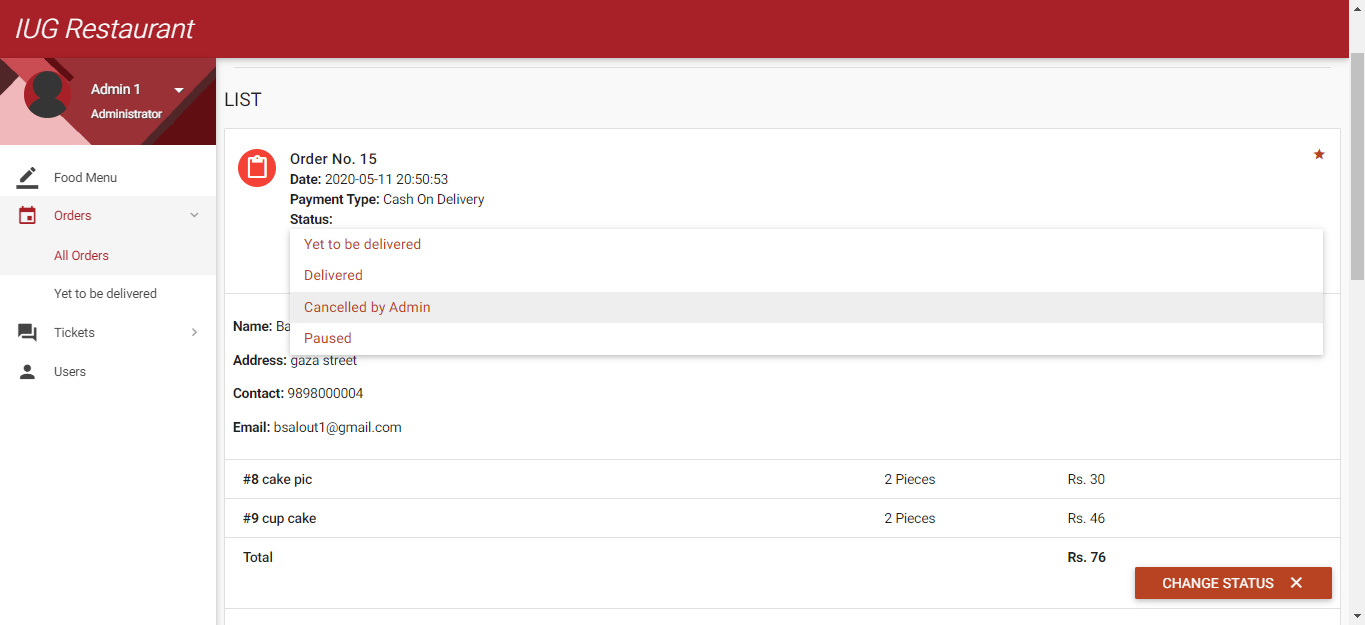 IUG Restaurant
Admin 1
Administrator
Food Menu
Orders
All Orders
Yet to be delivered
Tickets
Users
LIST
Order No. 15
Date: 2020-05-11 20:50:53
Payment Type: Cash On Delivery
Status:
Yet to be delivered
Delivered
Cancelled by Admin
Paused
Name: Ba
Address: gaza street
Contact: 9898000004
Email: bsalout1@gmail.com
#8 cake pic 2 Pieces Rs. 30
#9 cup cake 2 Pieces Rs. 46
Total Rs. 76
CHANGE STATUS